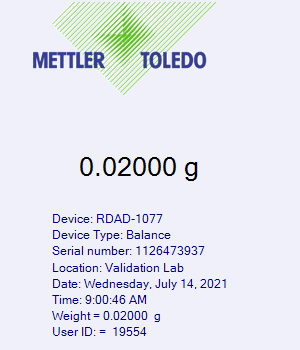 METTLER TOLEDO
0.02000 g
Device: RDAD-1077
Device Type: Balance
Serial number: 1126473937
Location: Validation Lab
Date: Wednesday, July 14, 2021
Time: 9:00:46 AM
Weight = 0.02000 g
User ID: = 19554